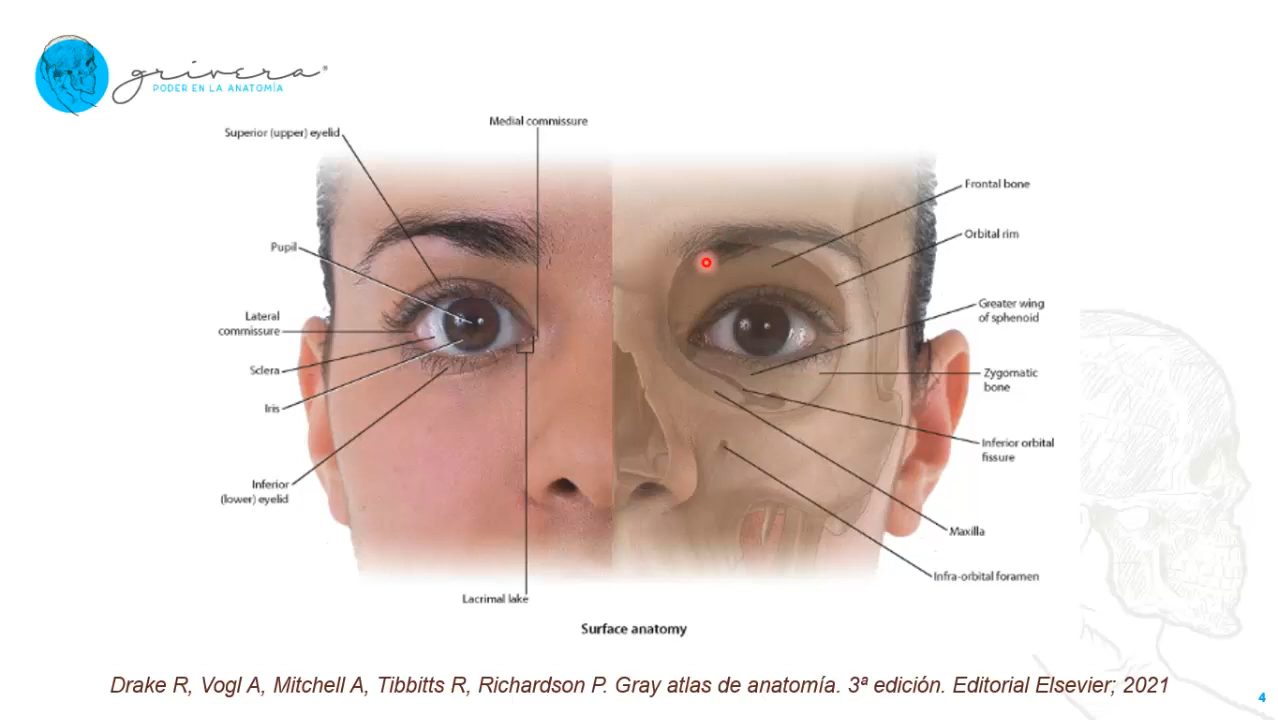 grivera®
PODER EN LA ANATOMÍA
Medial commissure
Superior (upper) eyelid
Pupil
Lateral
commissure
Sclera
Iris
Inferior
(lower) eyelid
Lacrimal lake
Frontal bone
Orbital rim
Greater wing
of sphenoid
Zygomatic
bone
Inferior orbital
fissure
Maxilla
Infra-orbital foramen
Surface anatomy
Drake R, Vogl A, Mitchell A, Tibbitts R, Richardson P. Gray atlas de anatomía. 3ª edición. Editorial Elsevier; 2021
4